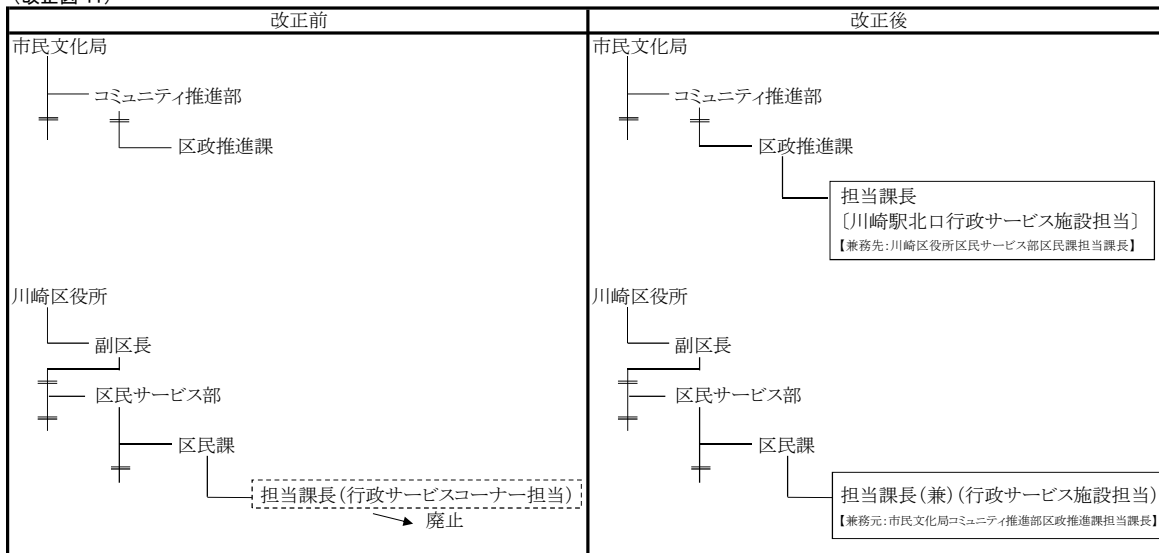 (改正図 11)
改正前
市民文化局
コミュニティ推進部
区政推進課
川崎区役所
副区長
区民サービス部
区民課
担当課長(行政サービスコーナー担当)
廃止
改正後
市民文化局
コミュニティ推進部
区政推進課
担当課長
〔川崎駅北口行政サービス施設担当〕
【兼務先:川崎区役所区民サービス部区民課担当課長】
川崎区役所
副区長
区民サービス部
区民課
担当課長(兼)(行政サービス施設担当)
【兼務元:市民文化局コミュニティ推進部区政推進課担当課長】